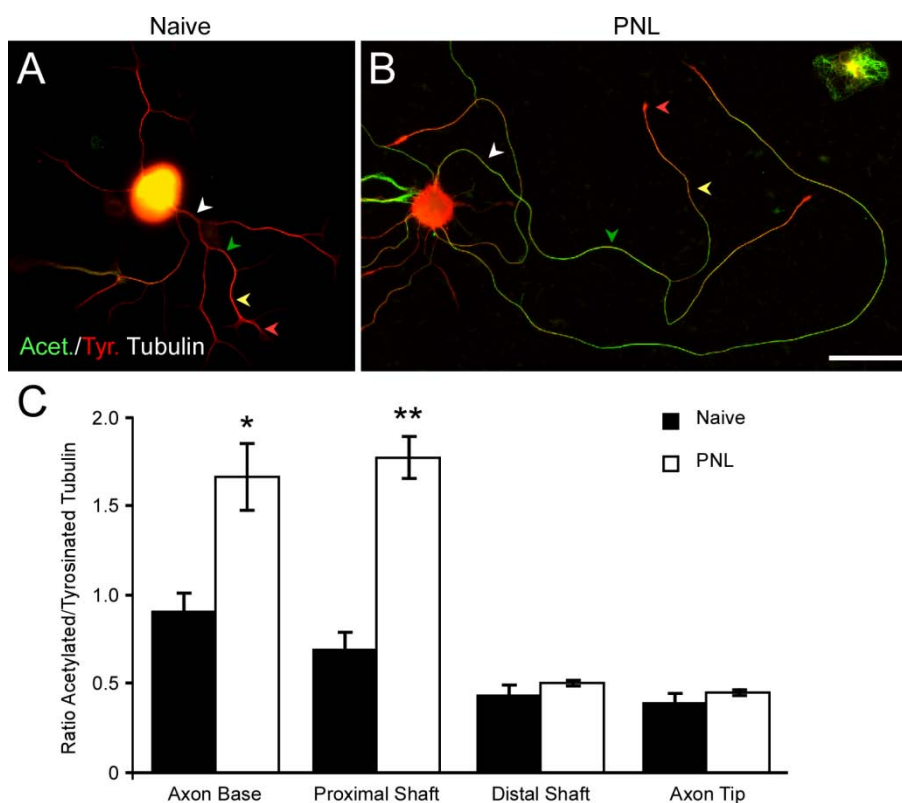 Naive PNL
A B
Acet./Tyr. Tubulin
C
Ratio Acetylated/Tyrosinated Tubulin
2.0
1.5
1.0
0.5
0
* **
Naive
PNL
Axon Base Proximal Shaft Distal Shaft Axon Tip